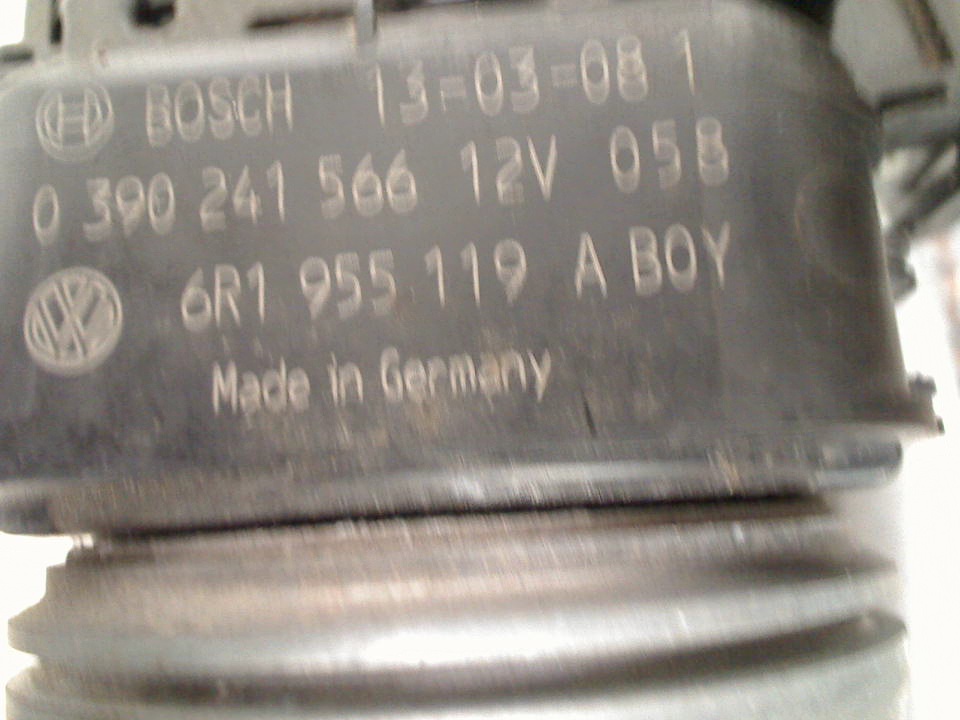 BOSCH 13-03-08 1
0 390 241 566 12V 058
6R1 955 119 A BOY
Made in Germany